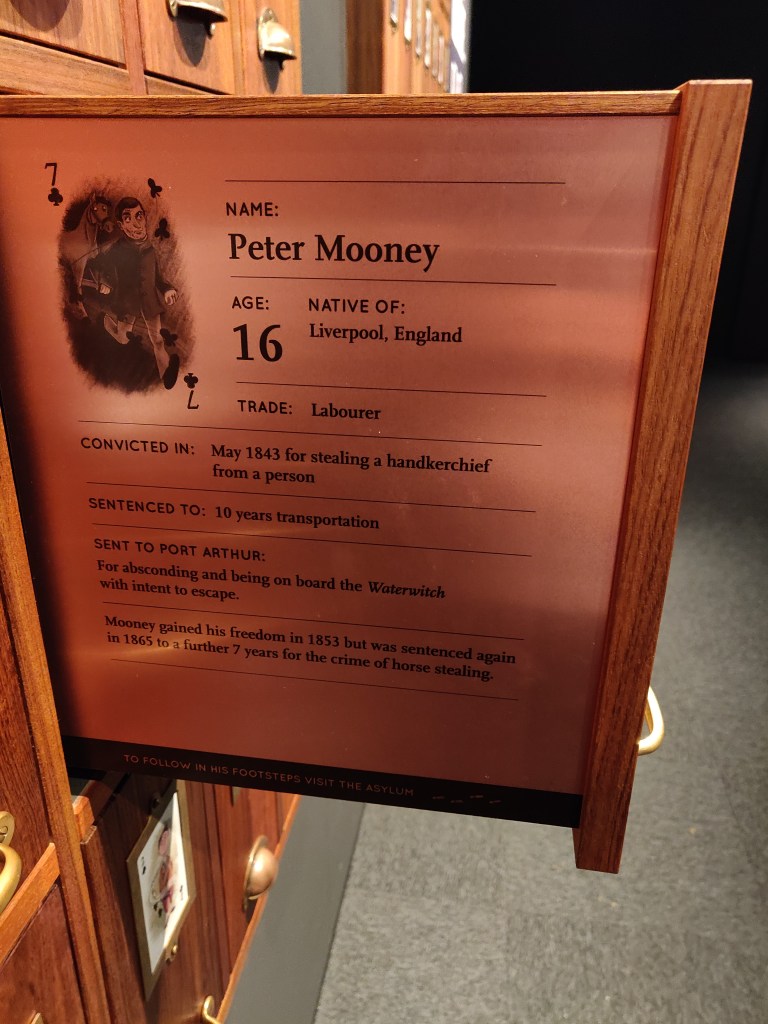 7
NAME:
Peter Mooney
AGE:
16
NATIVE OF:
Liverpool, England
TRADE: Labourer
CONVICTED IN: May 1843 for stealing a handkerchief
from a person
SENTENCED TO: 10 years transportation
SENT TO PORT ARTHUR:
For absconding and being on board the Waterwitch
with intent to escape.
Mooney gained his freedom in 1853 but was sentenced again
in 1865 to a further 7 years for the crime of horse stealing.
7
TO FOLLOW IN HIS FOOTSTEPS VISIT THE ASYLUM